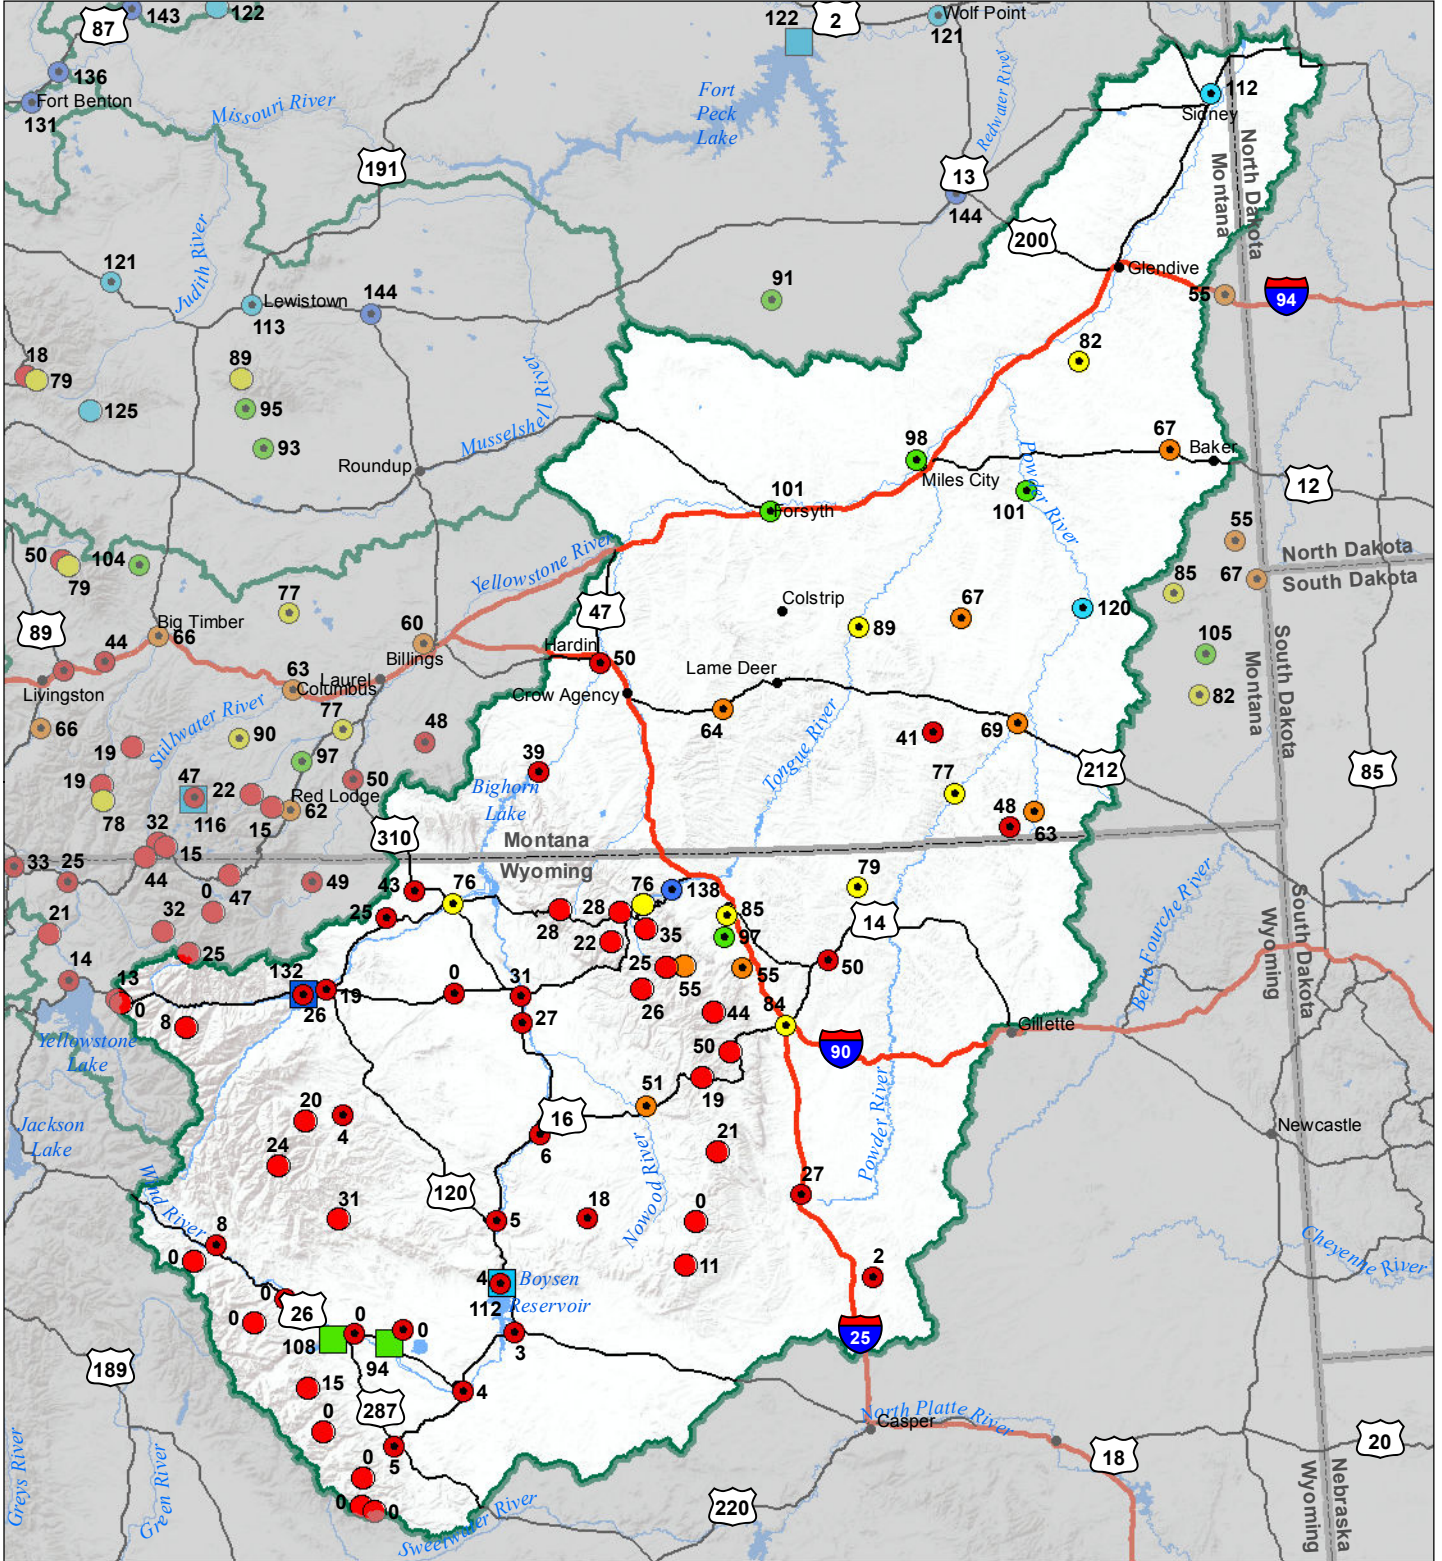 143
122
87
122
2
Wolf Point
121
136
Fort Benton
131
Missouri River
Fort
Peck
Lake
Redwater River
112
Sidney
191
13
144
North Dakota
Montana
200
Judith River
121
Lewistown
113
144
91
Glendive
55
94
18
79
89
125
95
93
Musselshell River
82
Roundup
98
Miles City
67
Baker
12
101
Forsyth
101
Powder River
50
79
104
Yellowstone River
55
North Dakota
South Dakota
67
85
77
89
Big Timber
66
44
60
Billings
47
Colstrip
89
67
120
105
82
Hardin
50
Lame Deer
Crow Agency
Livingston
63
Columbus
Laurel
Stillwater River
66
19
90
77
48
97
50
64
41
69
South Dakota
Montana
212
85
39
Bighorn
Lake
Tongue River
77
19
78
47
116
22
15
Red Lodge
62
48
63
310
Montana
Wyoming
32
15
44
33
25
0
47
49
43
76
25
28
28
76
138
79
85
97
14
22
35
21
32
25
14
13
0
8
132
26
19
0
31
27
25
55
26
44
55
50
84
90
Belle Fourche River
South Dakota
Wyoming
Gillette
Yellowstone
Lake
50
19
51
16
6
Jackson
Lake
20
4
24
Newcastle
Powder River
Nowood River
21
27
Wind River
120
31
5
18
0
11
2
8
0
Cheyenne River
4
112
Boysen
Reservoir
0
26
0
108
0
94
0
3
25
189
15
287
4
0
5
North Platte River
Casper
18
20
0
0
0
220
Sweetwater River
Greys River
Green River
Nebraska
Wyoming